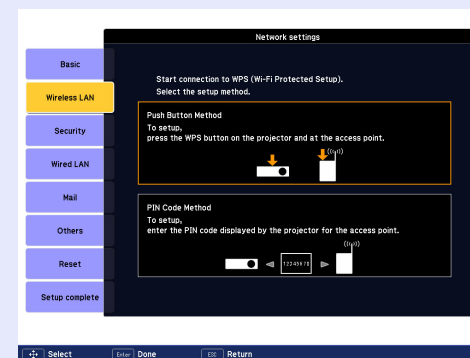 Network settings
Basic
Wireless LAN
Security
Wired LAN
Mail
Others
Reset
Setup complete
Start connection to WPS (Wi-Fi Protected Setup).
Select the setup method.
Push Button Method
To setup,
press the WPS button on the projector and at the access point.
PIN Code Method
To setup,
enter the PIN code displayed by the projector for the access point.
12345678
Select Enter Done ESC Return